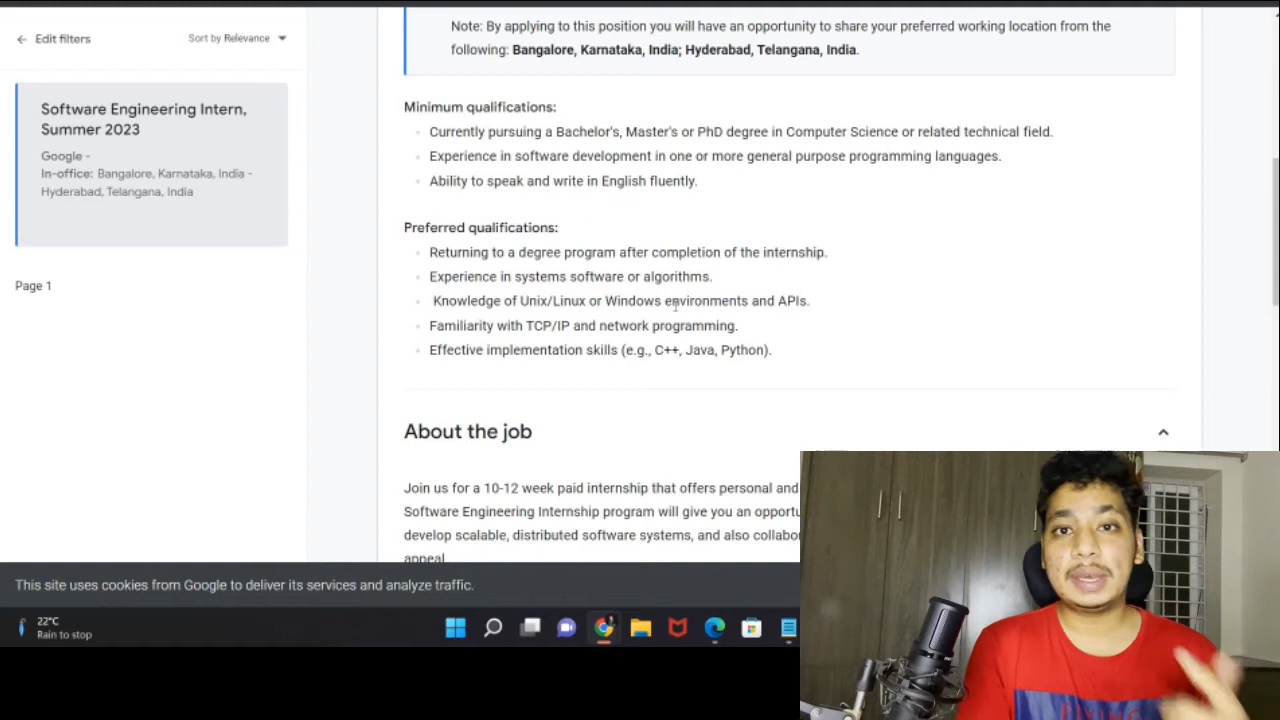 Edit filters
Sort by Relevance
Software Engineering Intern,
Summer 2023
Google -
In-office: Bangalore, Karnataka, India -
Hyderabad, Telangana, India
Page 1
Note: By applying to this position you will have an opportunity to share your preferred working location from the
following: Bangalore, Karnataka, India; Hyderabad, Telangana, India.
Minimum qualifications:
Currently pursuing a Bachelor's, Master's or PhD degree in Computer Science or related technical field.
Experience in software development in one or more general purpose programming languages.
Ability to speak and write in English fluently.
Preferred qualifications:
Returning to a degree program after completion of the internship.
Experience in systems software or algorithms.
Knowledge of Unix/Linux or Windows environments and APIs.
Familiarity with TCP/IP and network programming.
Effective implementation skills (e.g., C++, Java, Python).
About the job
Join us for a 10-12 week paid internship that offers personal and
Software Engineering Internship program will give you an
develop scalable, distributed software systems, and also
appeal
This site uses cookies from Google to deliver its services and analyze traffic.
22°C
Rain to stop